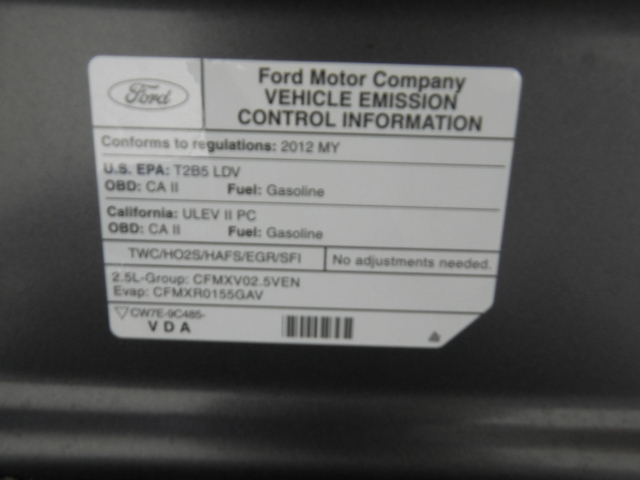 Ford
Ford Motor Company
VEHICLE EMISSION
CONTROL INFORMATION
Conforms to regulations: 2012 MY
U.S. EPA: T2B5 LDV
OBD: CA II Fuel: Gasoline
California: ULEV II PC
OBD: CA II Fuel: Gasoline
TWC/HO2S/HAFS/EGR/SFI No adjustments needed.
2.5L-Group: CFMXV02.5VEN
Evap: CFMXR0155GAV
CW7E-9C485-
VDA